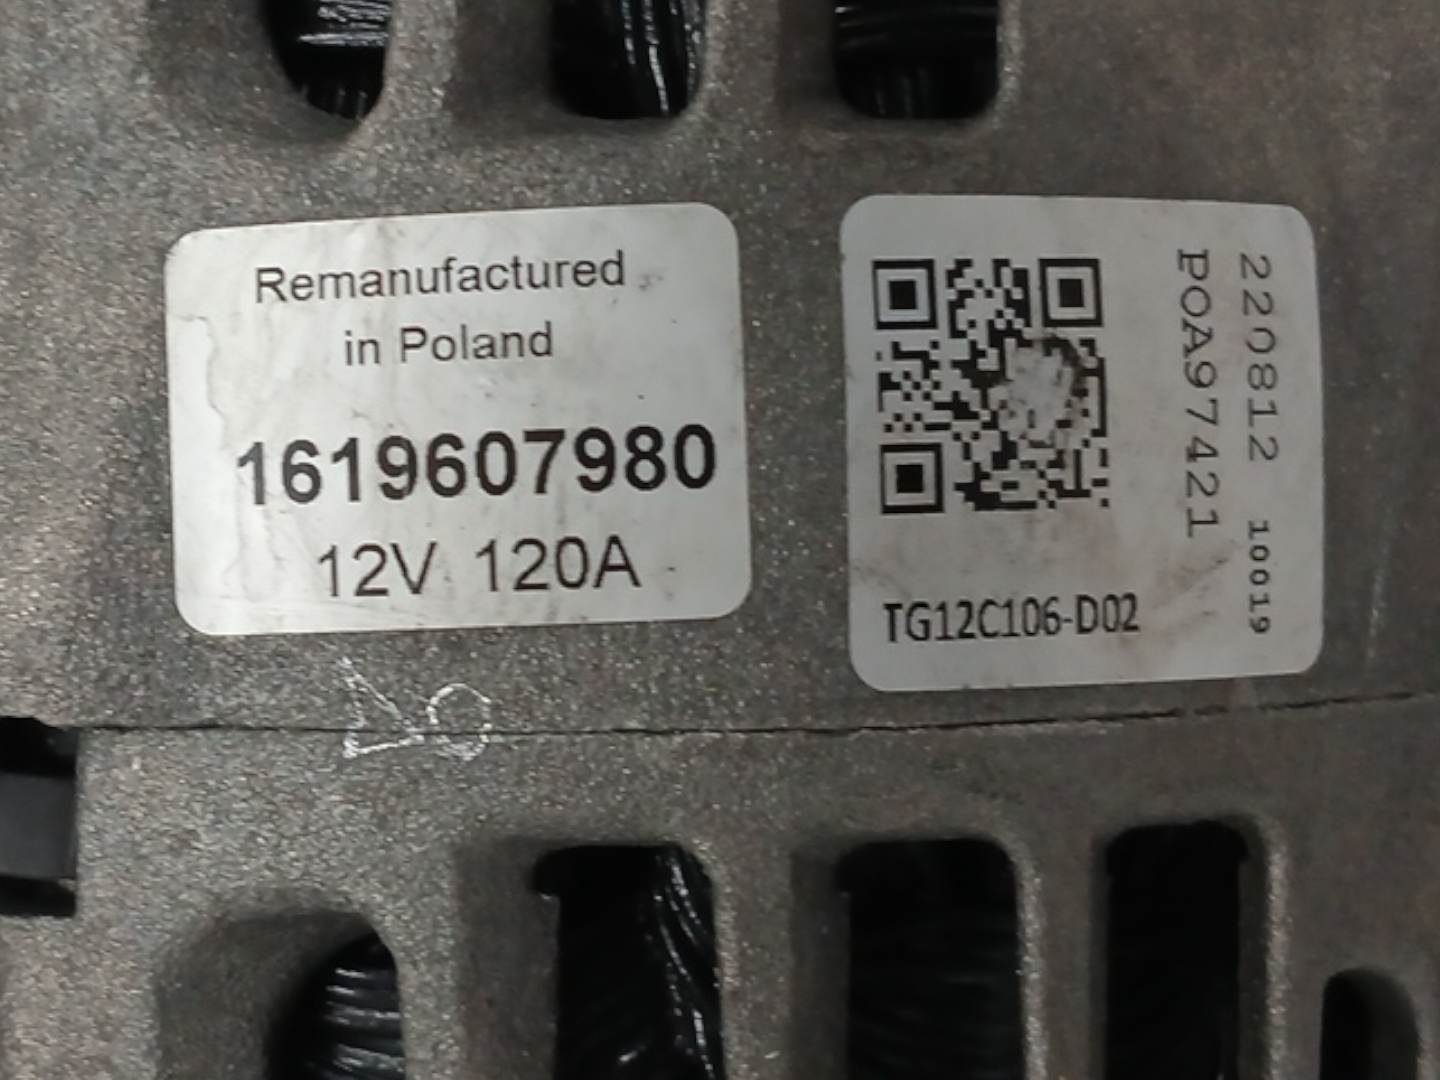 Remanufactured
in Poland
1619607980
12V 120A
220812 10019
POA97421
TG12C106-D02